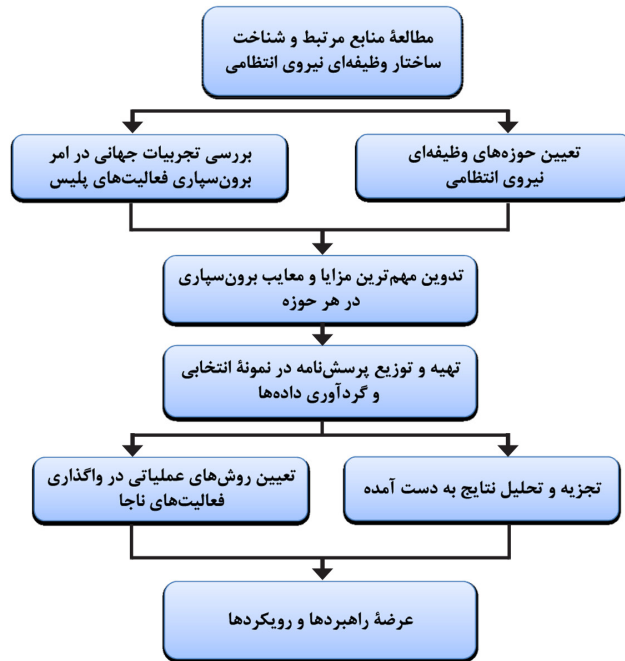 مطالعهٔ منابع مرتبط و شناخت
ساختار وظیفه‌ای نیروی انتظامی
تعیین حوزه‌های وظیفه‌ای
نیروی انتظامی
بررسی تجربیات جهانی در امر
برون‌سپاری فعالیت‌های پلیس
تدوین مهم‌ترین مزایا و معایب برون‌سپاری
در هر حوزه
تهیه و توزیع پرسش‌نامه در نمونهٔ انتخابی
و گردآوری داده‌ها
تجزیه و تحلیل نتایج به دست آمده
تعیین روش‌های عملیاتی در واگذاری
فعالیت‌های ناجا
عرضهٔ راهبردها و رویکردها